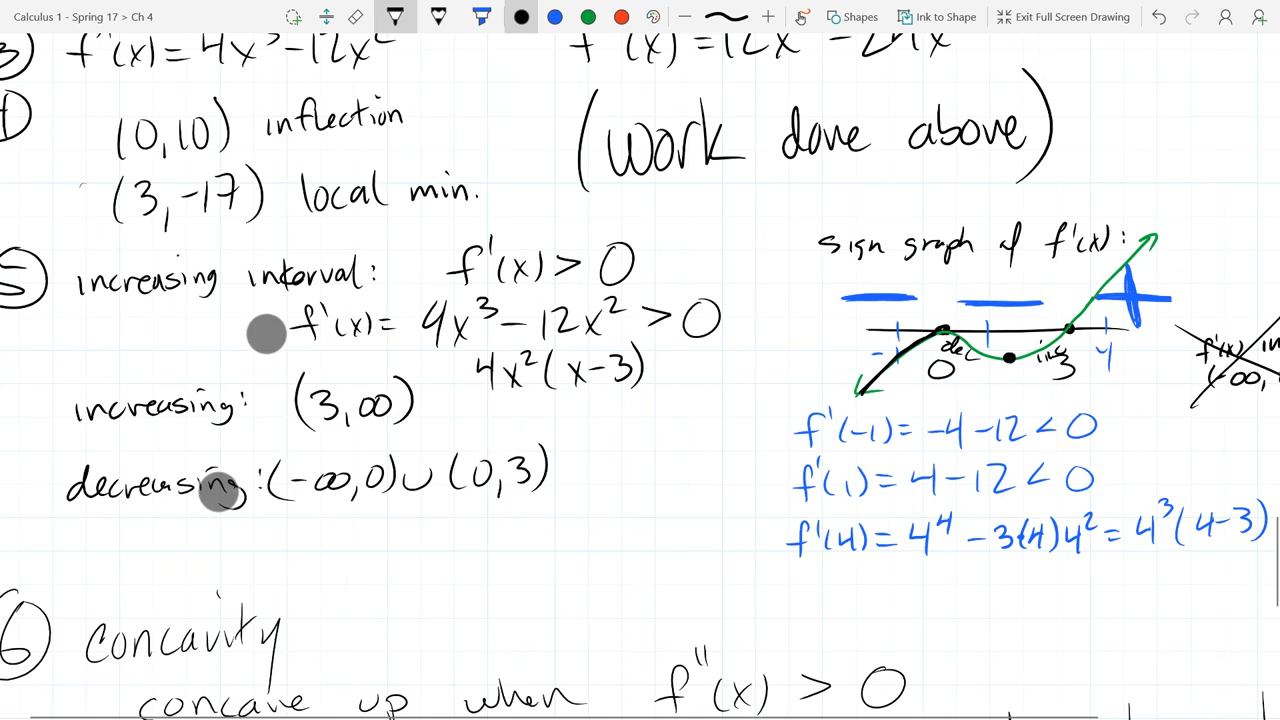 Calculus 1 - Spring 17 > Ch 4
Shapes
Ink to Shape
Exit Full Screen Drawing
3) f'(x) = 4x³ - 12x² f''(x) = 12x² - 24x
(0, 10) inflection
(work done above)
(3, -17) local min.
5 increasing interval: f'(x) > 0
f'(x) = 4x³ - 12x² > 0
4x²(x-3)
increasing: (3, ∞)
decreasing: (-∞, 0) ∪ (0, 3)
sign graph of f'(x):
-1 dec 0 inc 3 4
f'(x) in
(-∞,
f'(-1) = -4 - 12 < 0
f'(1) = 4 - 12 < 0
f'(4) = 4⁴ - 3(4)4² = 4³(4-3)
6 concavity
concave up when f''(x) > 0